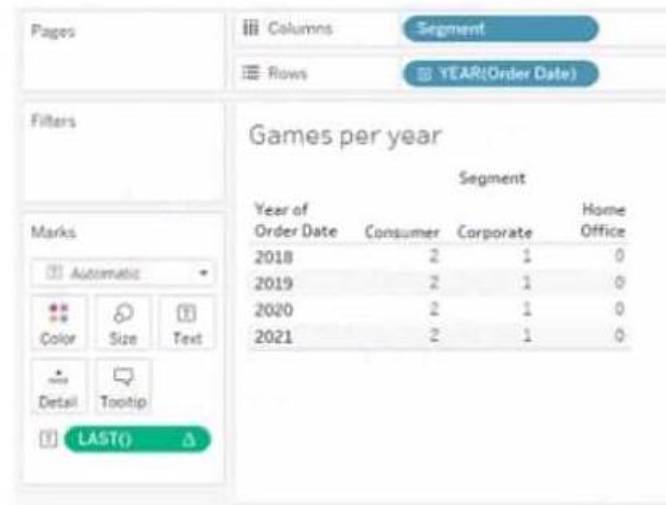 Pages
Columns Segment
Rows YEAR(Order Date)
Filters
Games per year
Segment
Year of Order Date Consumer Corporate Home Office
2018 2 1 0
2019 2 1 0
2020 2 1 0
2021 2 1 0
Marks
Automatic
Color Size Text
Detail Tooltip
LAST() Δ